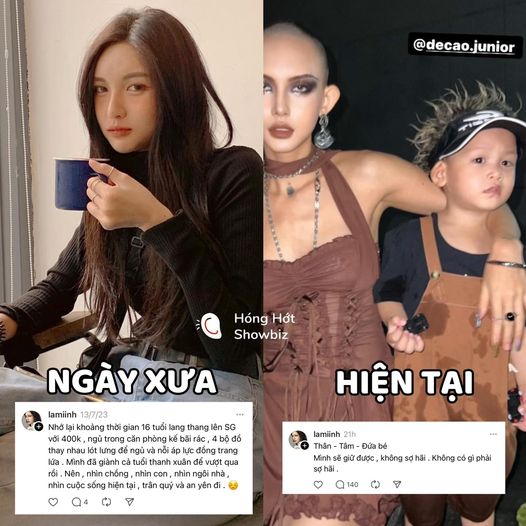 @decao.junior
Hóng Hớt
Showbiz
NGÀY XƯA
HIỆN TẠI
lamiinh 13/7/23
Nhớ lại khoảng thời gian 16 tuổi lang thang lên SG
với 400k , ngủ trong căn phòng kế bãi rác , 4 bộ đồ
thay nhau lót lưng để ngủ và nỗi áp lực đồng trang
lứa . Mình đã giành cả tuổi thanh xuân để vượt qua
rồi . Nên , nhìn chồng , nhìn con , nhìn ngôi nhà ,
nhìn cuộc sống hiện tại , trân quý và an yên đi . 😌
lamiinh 21h
Thân - Tâm - Đứa bé
Mình sẽ giữ được , không sợ hãi . Không có gì phải
sợ hãi .
140
14